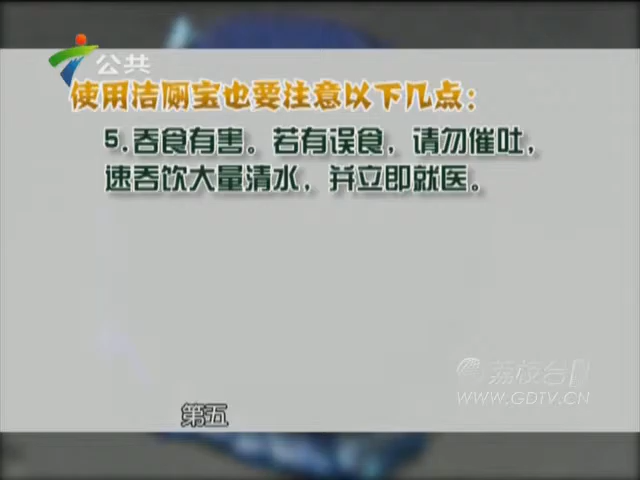 公共
使用洁厕宝也要注意以下几点：
5.吞食有害。若有误食，请勿催吐，
速吞饮大量清水，并立即就医。
荔枝台
WWW.GDTV.CN
第五